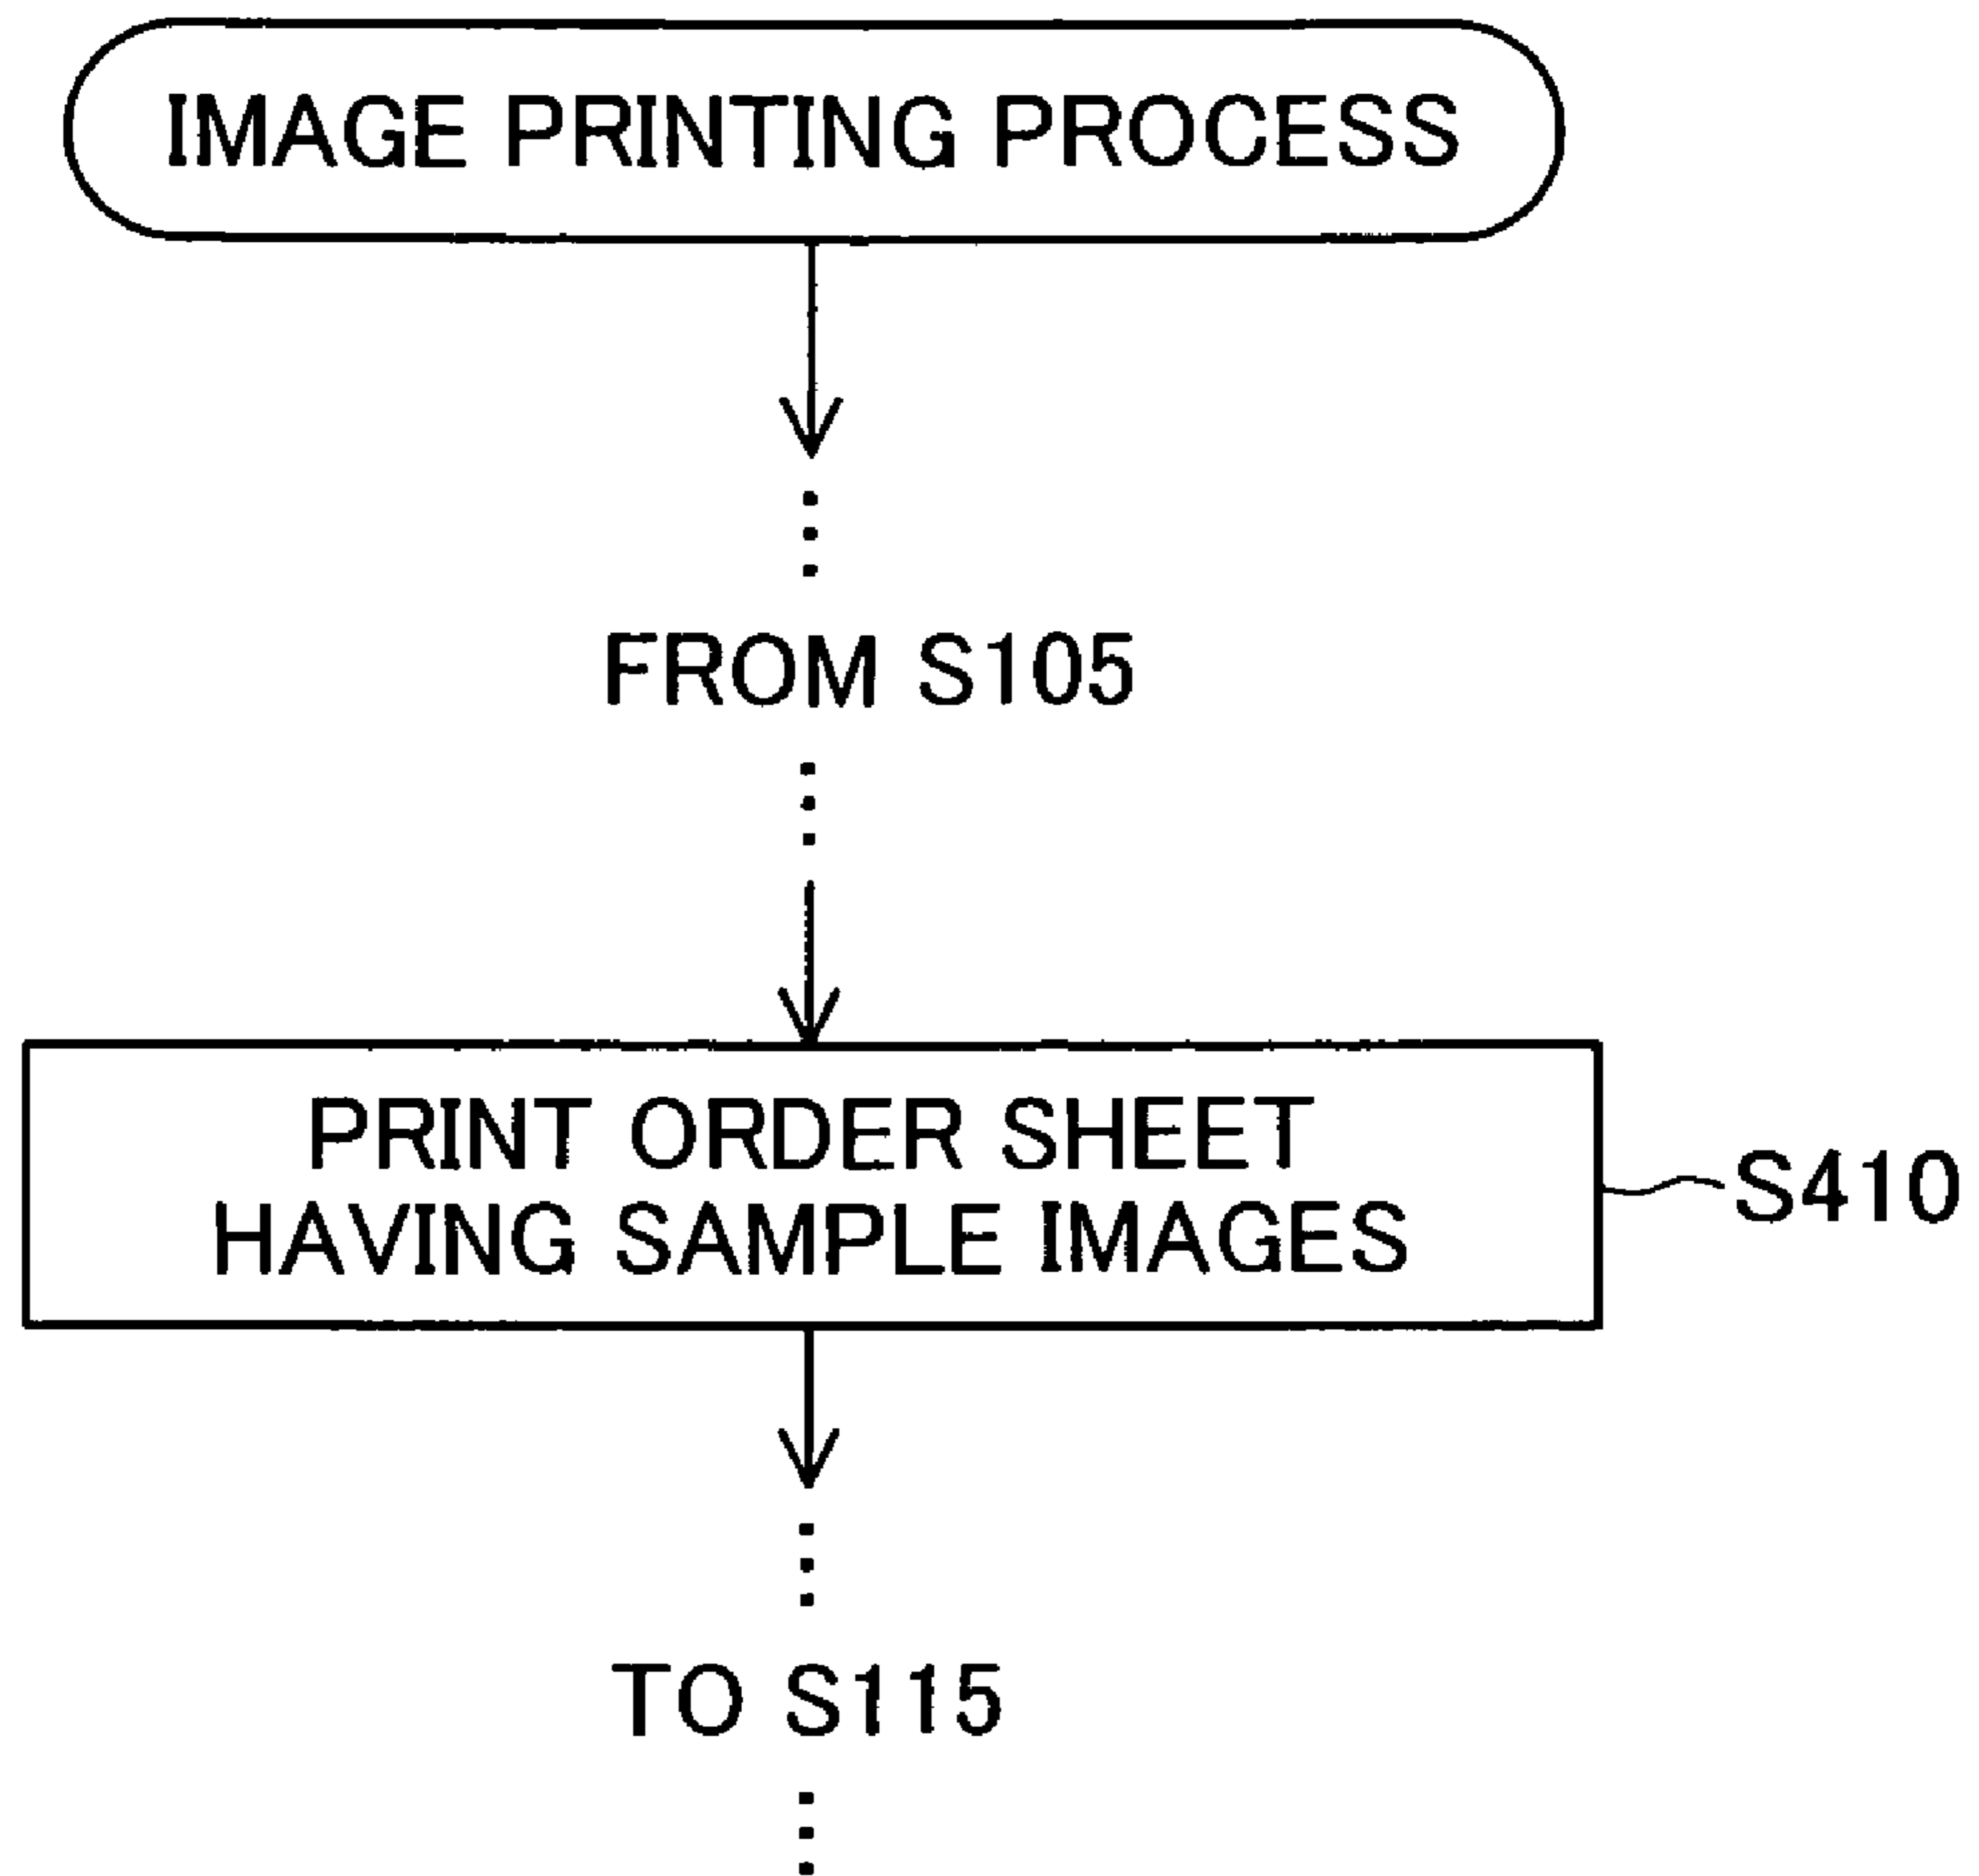 IMAGE PRINTING PROCESS
FROM S105
PRINT ORDER SHEET
HAVING SAMPLE IMAGES
S410
TO S115